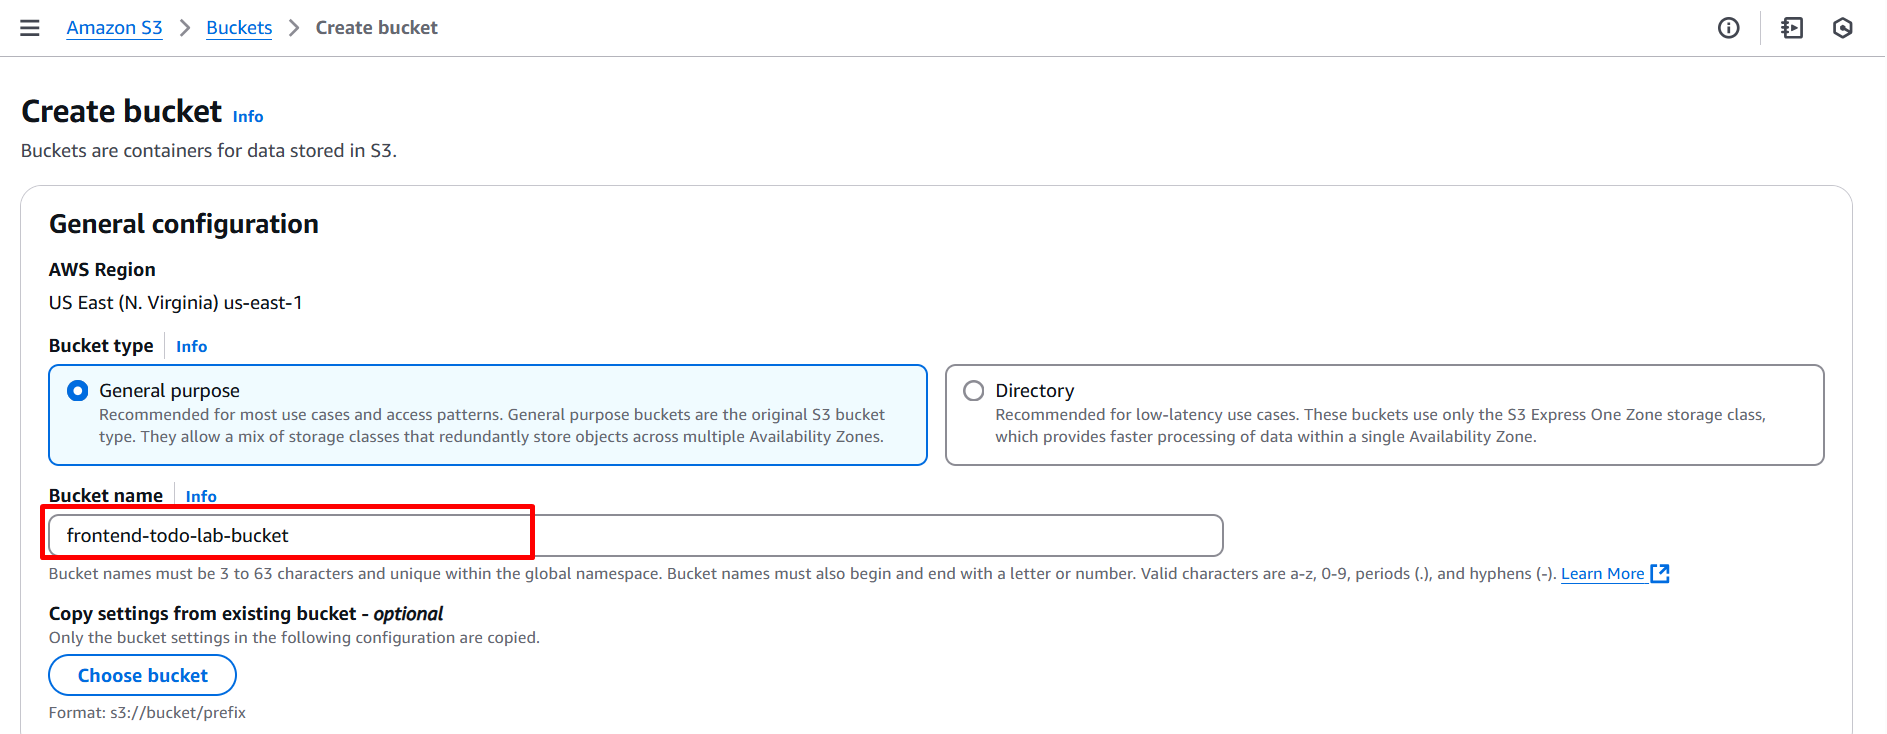 Amazon S3 > Buckets > Create bucket
Create bucket Info
Buckets are containers for data stored in S3.
General configuration
AWS Region
US East (N. Virginia) us-east-1
Bucket type Info
General purpose
Recommended for most use cases and access patterns. General purpose buckets are the original S3 bucket
type. They allow a mix of storage classes that redundantly store objects across multiple Availability Zones.
Directory
Recommended for low-latency use cases. These buckets use only the S3 Express One Zone storage class,
which provides faster processing of data within a single Availability Zone.
Bucket name Info
frontend-todo-lab-bucket
Bucket names must be 3 to 63 characters and unique within the global namespace. Bucket names must also begin and end with a letter or number. Valid characters are a-z, 0-9, periods (.), and hyphens (-). Learn More
Copy settings from existing bucket - optional
Only the bucket settings in the following configuration are copied.
Choose bucket
Format: s3://bucket/prefix